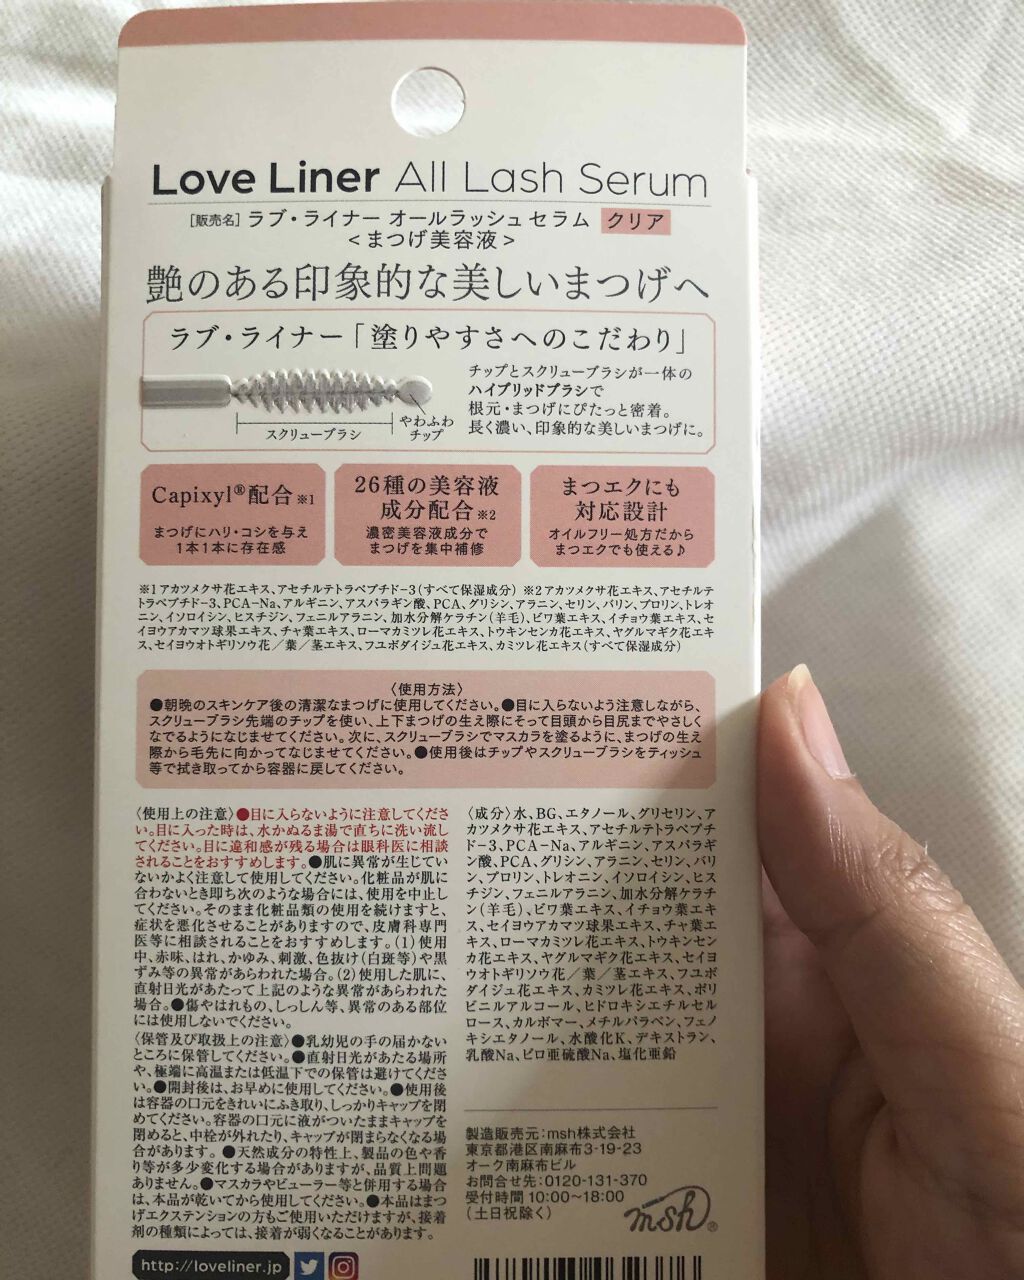 Love Liner All Lash Serum
[販売名] ラブ・ライナー オールラッシュ セラム クリア
<まつげ美容液>
艶のある印象的な美しいまつげへ
ラブ・ライナー「塗りやすさへのこだわり」
チップとスクリューブラシが一体の
ハイブリッドブラシで
根元・まつげにぴたっと密着。
長く濃い、印象的な美しいまつげに。
スクリューブラシ
やわふわ
チップ
Capixyl®配合※1
まつげにハリ・コシを与え
1本1本に存在感
26種の美容液
成分配合※2
濃密美容液成分で
まつげを集中補修
まつエクにも
対応設計
オイルフリー処方だから
まつエクでも使える♪
※1 アカツメクサ花エキス、アセチルテトラペプチド-3(すべて保湿成分) ※2 アカツメクサ花エキス、アセチルテ
トラペプチド-3、PCA-Na、アルギニン、アスパラギン酸、PCA、グリシン、アラニン、セリン、バリン、プロリン、トレオ
ニン、イソロイシン、ヒスチジン、フェニルアラニン、加水分解ケラチン(羊毛)、ビワ葉エキス、イチョウ葉エキス、セ
イヨウアカマツ球果エキス、チャ葉エキス、ローマカミツレ花エキス、トウキンセンカ花エキス、ヤグルマギク花エキ
ス、セイヨウオトギリソウ花/葉/茎エキス、フユボダイジュ花エキス、カミツレ花エキス(すべて保湿成分)
〈使用方法〉
●朝晩のスキンケア後の清潔なまつげに使用してください。●目に入らないよう注意しながら、
スクリューブラシ先端のチップを使い、上下まつげの生え際にそって目頭から目尻までやさしく
なでるようになじませてください。次に、スクリューブラシでマスカラを塗るように、まつげの生え
際から毛先に向かってなじませてください。●使用後はチップやスクリューブラシをティッシュ
等で拭き取ってから容器に戻してください。
〈使用上の注意〉●目に入らないように注意してくださ
い。目に入った時は、水かぬるま湯で直ちに洗い流し
てください。目に違和感が残る場合は眼科医に相談
されることをおすすめします。●肌に異常が生じてい
ないかよく注意して使用してください。化粧品が肌に
合わないとき即ち次のような場合には、使用を中止し
てください。そのまま化粧品類の使用を続けますと、
症状を悪化させることがありますので、皮膚科専門
医等に相談されることをおすすめします。(1)使用
中、赤味、はれ、かゆみ、刺激、色抜け(白斑等)や黒
ずみ等の異常があらわれた場合。(2)使用した肌に、
直射日光があたって上記のような異常があらわれた
場合。●傷やはれもの、しっしん等、異常のある部位
には使用しないでください。
〈保管及び取扱上の注意〉●乳幼児の手の届かない
ところに保管してください。●直射日光があたる場所
や、極端に高温または低温下での保管は避けてくださ
い。●開封後は、お早めに使用してください。●使用後
は容器の口元をきれいにふき取り、しっかりキャップを閉
めてください。容器の口元に液がついたままキャップを
閉めると、中栓が外れたり、キャップが閉まらなくなる場
合があります。●天然成分の特性上、製品の色や香
り等が多少変化する場合がありますが、品質上問題
ありません。●マスカラやビューラー等と併用する場合
は、本品が乾いてから使用してください。●本品はまつ
げエクステンションの方もご使用いただけますが、接着
剤の種類によっては、接着が弱くなることがあります。
〈成分〉水、BG、エタノール、グリセリン、ア
カツメクサ花エキス、アセチルテトラペプチ
ド-3、PCA-Na、アルギニン、アスパラギ
ン酸、PCA、グリシン、アラニン、セリン、バリ
ン、プロリン、トレオニン、イソロイシン、ヒス
チジン、フェニルアラニン、加水分解ケラチ
ン(羊毛)、ビワ葉エキス、イチョウ葉エキ
ス、セイヨウアカマツ球果エキス、チャ葉エ
キス、ローマカミツレ花エキス、トウキンセン
カ花エキス、ヤグルマギク花エキス、セイヨ
ウオトギリソウ花/葉/茎エキス、フユボ
ダイジュ花エキス、カミツレ花エキス、ポリ
ビニルアルコール、ヒドロキシエチルセル
ロース、カルボマー、メチルパラベン、フェノ
キシエタノール、水酸化K、デキストラン、
乳酸Na、ピロ亜硫酸Na、塩化亜鉛
製造販売元:msh株式会社
東京都港区南麻布3-19-23
オーク南麻布ビル
お問合せ先:0120-131-370
受付時間 10:00〜18:00
(土日祝除く)
msh®
http://loveliner.jp